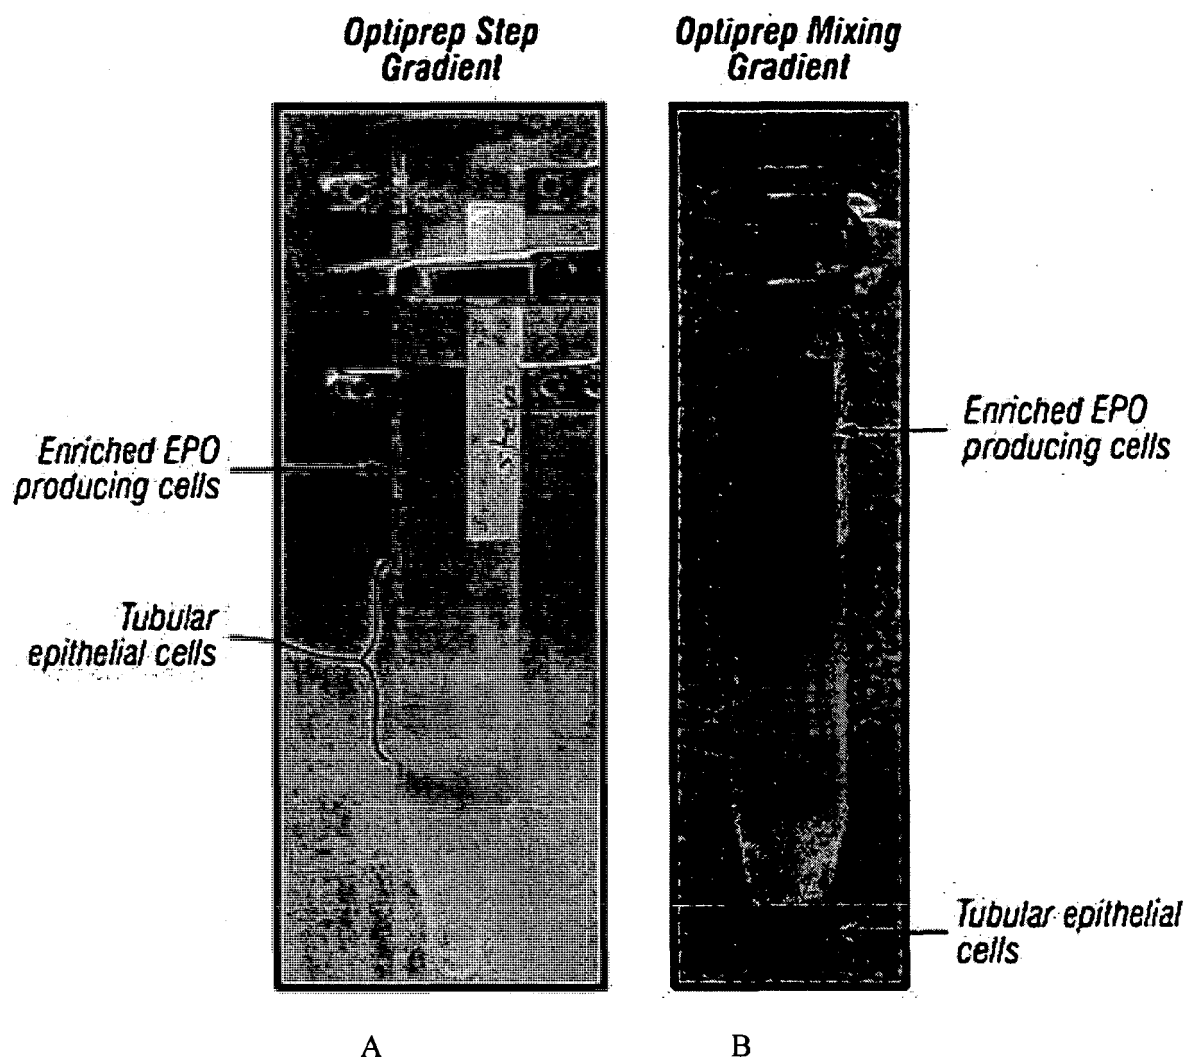 Optiprep Step
Gradient
Optiprep Mixing
Gradient
Enriched EPO
producing cells
Tubular
epithelial cells
Enriched EPO
producing cells
Tubular epithelial
cells
A
B